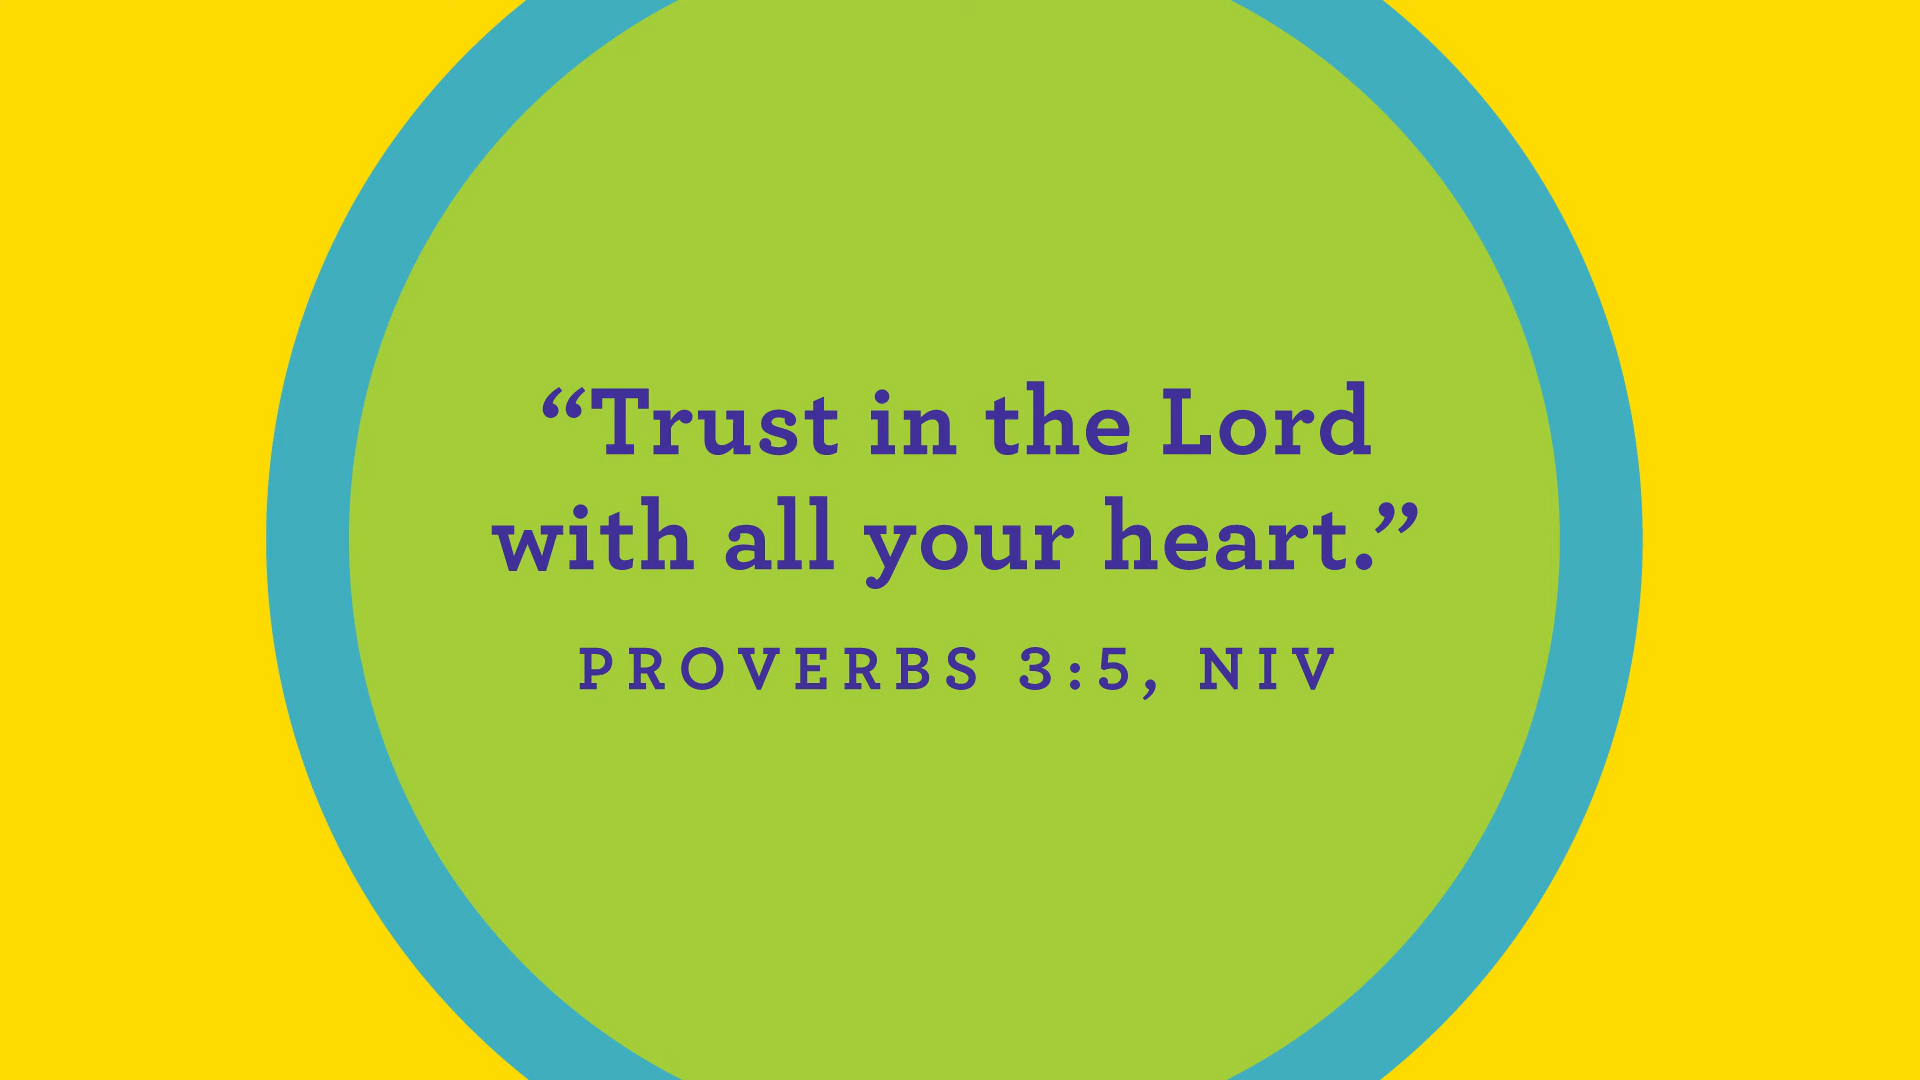 “Trust in the Lord
with all your heart.”
PROVERBS 3:5, NIV